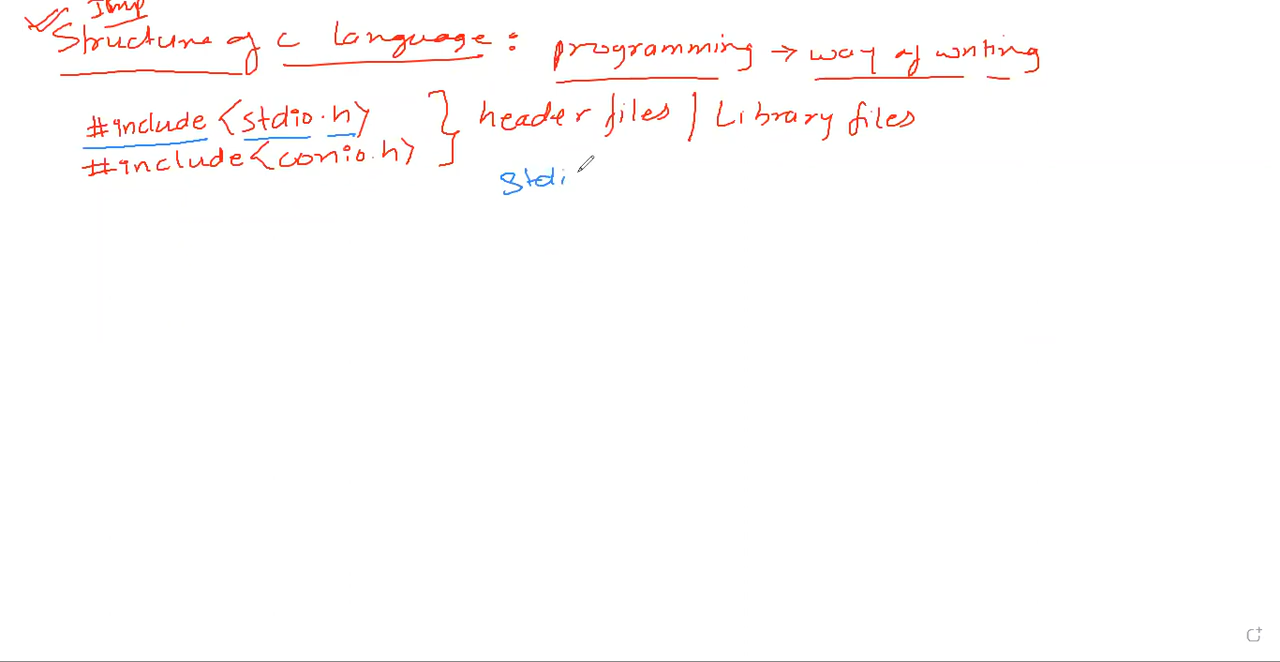 Imp
Structure of c language: programming → way of writing
#include <stdio.h> } header files | Library files
#include<conio.h>
Stdi